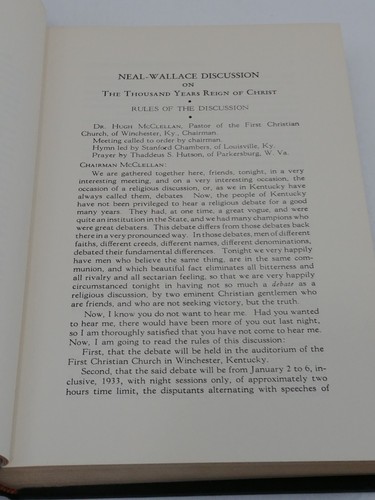 NEAL-WALLACE DISCUSSION
ON
THE THOUSAND YEARS REIGN OF CHRIST
•
RULES OF THE DISCUSSION
•
DR. HUGH MCCLELLAN, Pastor of the First Christian
Church, of Winchester, Ky., Chairman.
Meeting called to order by chairman.
Hymn led by Stanford Chambers, of Louisville, Ky.
Prayer by Thaddeus S. Hutson, of Parkersburg, W. Va.
CHAIRMAN MCCLELLAN:
We are gathered together here, friends, tonight, in a very
interesting meeting, and on a very interesting occasion, the
occasion of a religious discussion, or, as we in Kentucky have
always called them, debates. Now, the people of Kentucky
have not been privileged to hear a religious debate for a good
many years. They had, at one time, a great vogue, and were
quite an institution in the State, and we had many champions who
were great debaters. This debate differs from those debates back
there in a very pronounced way. In those debates, men of different
faiths, different creeds, different names, different denominations,
debated their fundamental differences. Tonight we very happily
have men who believe the same thing, are in the same com-
munion, and which beautiful fact eliminates all bitterness and
all rivalry and all sectarian feeling, so that we are very happily
circumstanced tonight in having not so much a debate as a
religious discussion, by two eminent Christian gentlemen who
are friends, and who are not seeking victory, but the truth.
Now, I know you do not want to hear me. Had you wanted
to hear me, there would have been more of you out last night,
so I am thoroughly satisfied that you have not come to hear me.
Now, I am going to read the rules of this discussion:
First, that the debate will be held in the auditorium of the
First Christian Church in Winchester, Kentucky.
Second, that the said debate will be from January 2 to 6, in-
clusive, 1933, with night sessions only, of approximately two
hours time limit, the disputants alternating with speeches of